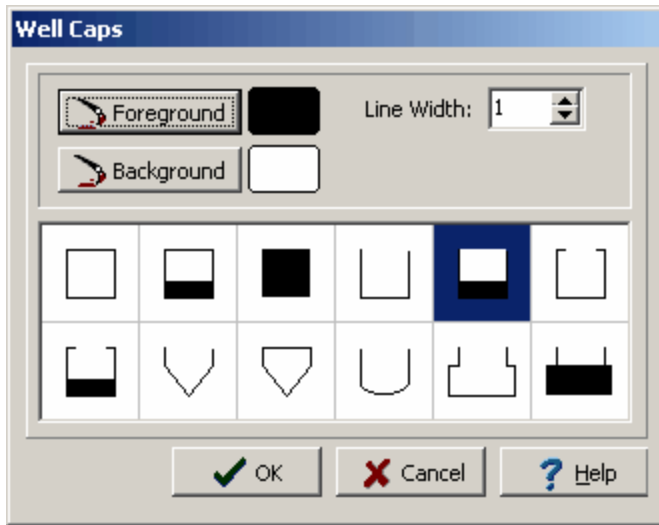 Well Caps
Foreground
Line Width: 1
Background
OK Cancel Help